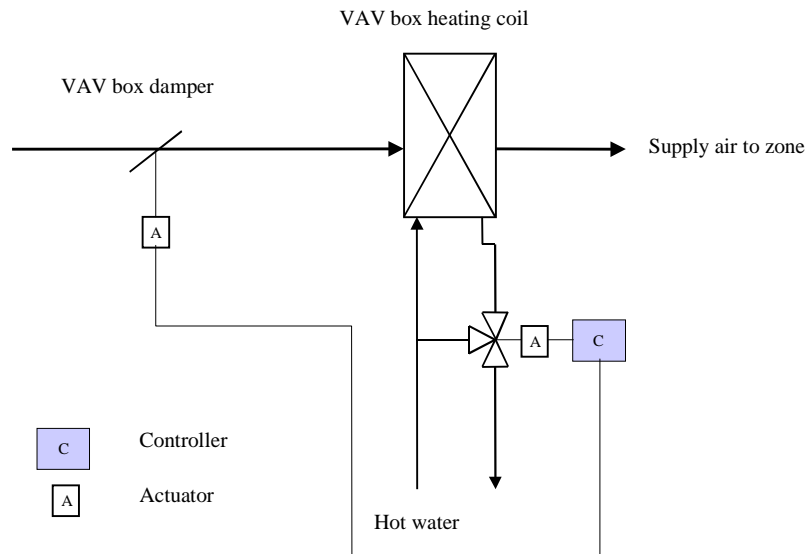 VAV box heating coil
VAV box damper
Supply air to zone
A
A
C
C
Controller
A
Actuator
Hot water